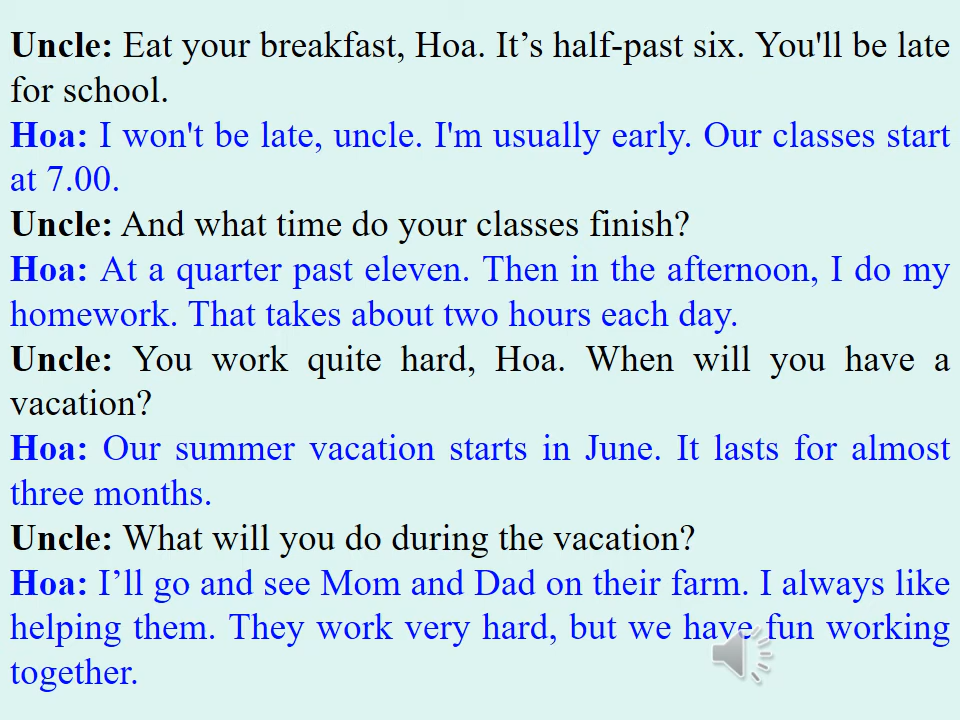 Uncle: Eat your breakfast, Hoa. It’s half-past six. You'll be late
for school.
Hoa: I won't be late, uncle. I'm usually early. Our classes start
at 7.00.
Uncle: And what time do your classes finish?
Hoa: At a quarter past eleven. Then in the afternoon, I do my
homework. That takes about two hours each day.
Uncle: You work quite hard, Hoa. When will you have a
vacation?
Hoa: Our summer vacation starts in June. It lasts for almost
three months.
Uncle: What will you do during the vacation?
Hoa: I’ll go and see Mom and Dad on their farm. I always like
helping them. They work very hard, but we have fun working
together.